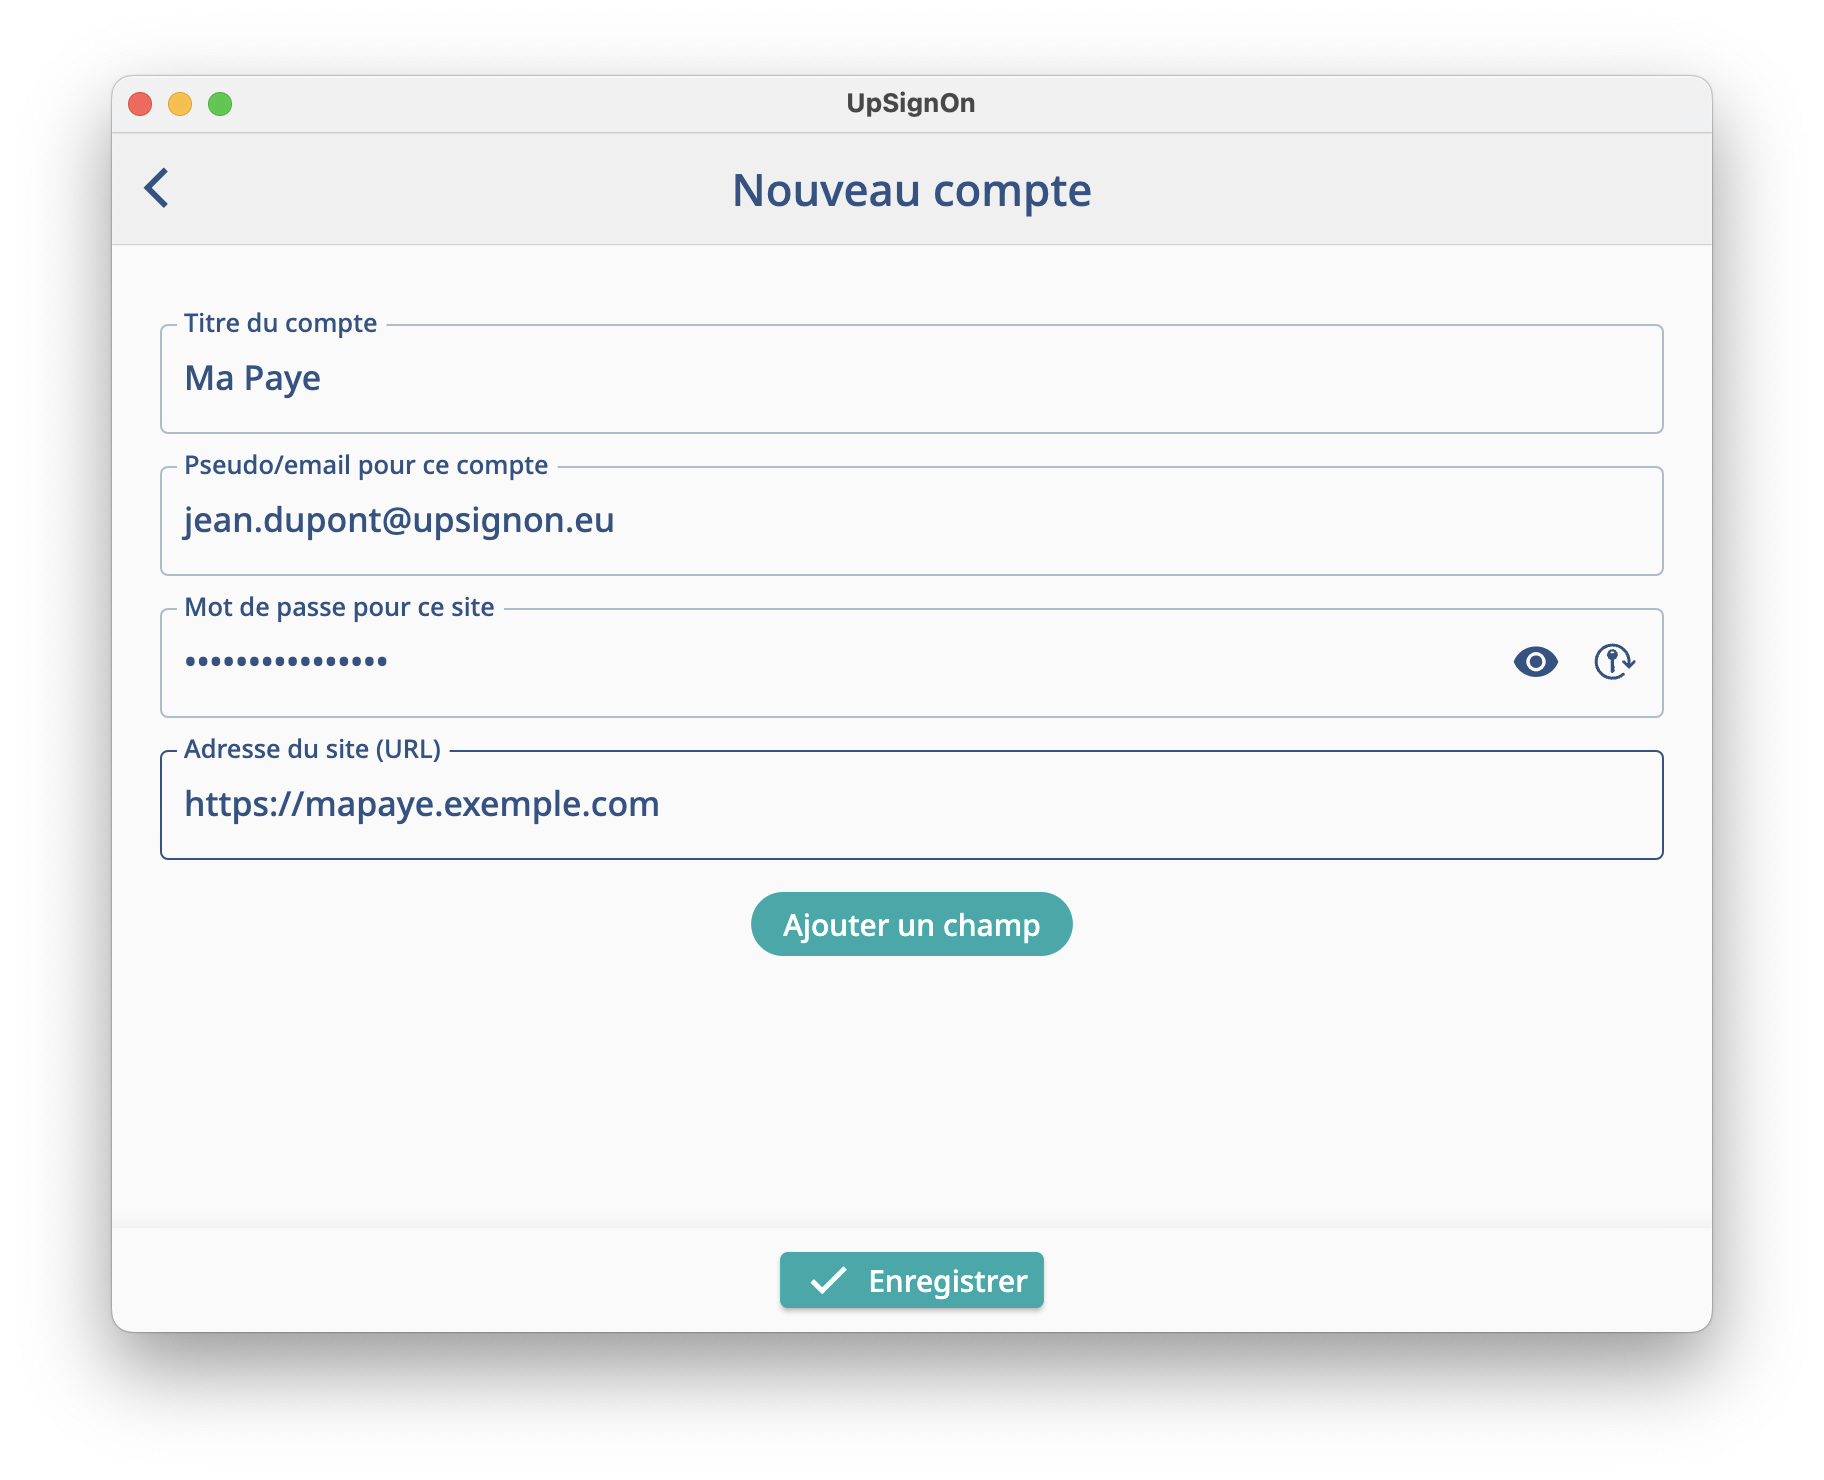 UpSignOn
Nouveau compte
Titre du compte
Ma Paye
Pseudo/email pour ce compte
jean.dupont@upsignon.eu
Mot de passe pour ce site
••••••••••••••••
Adresse du site (URL)
https://mapaye.exemple.com
Ajouter un champ
Enregistrer